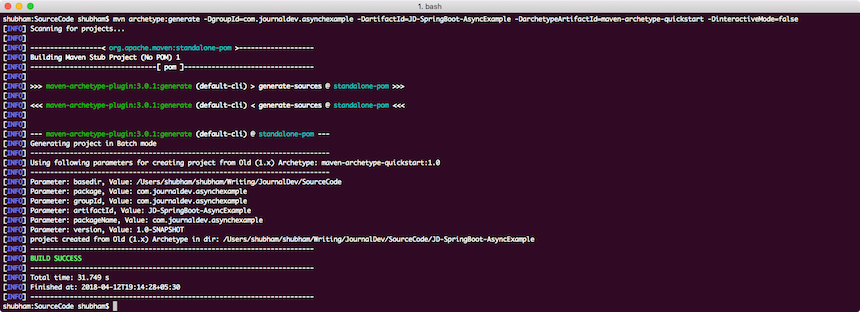 1. bash
shubham:SourceCode shubham$ mvn archetype:generate -DgroupId=com.journaldev.asynchexample -DartifactId=JD-SpringBoot-AsyncExample -DarchetypeArtifactId=maven-archetype-quickstart -DinteractiveMode=false
[INFO] Scanning for projects...
[INFO]
[INFO] ------------------< org.apache.maven:standalone-pom >-------------------
[INFO] Building Maven Stub Project (No POM) 1
[INFO] --------------------------------[ pom ]---------------------------------
[INFO]
[INFO] >>> maven-archetype-plugin:3.0.1:generate (default-cli) > generate-sources @ standalone-pom >>>
[INFO]
[INFO] <<< maven-archetype-plugin:3.0.1:generate (default-cli) < generate-sources @ standalone-pom <<<
[INFO]
[INFO]
[INFO] --- maven-archetype-plugin:3.0.1:generate (default-cli) @ standalone-pom ---
[INFO] Generating project in Batch mode
[INFO] ----------------------------------------------------------------------------
[INFO] Using following parameters for creating project from Old (1.x) Archetype: maven-archetype-quickstart:1.0
[INFO] ----------------------------------------------------------------------------
[INFO] Parameter: basedir, Value: /Users/shubham/shubham/Writing/JournalDev/SourceCode
[INFO] Parameter: package, Value: com.journaldev.asynchexample
[INFO] Parameter: groupId, Value: com.journaldev.asynchexample
[INFO] Parameter: artifactId, Value: JD-SpringBoot-AsyncExample
[INFO] Parameter: packageName, Value: com.journaldev.asynchexample
[INFO] Parameter: version, Value: 1.0-SNAPSHOT
[INFO] project created from Old (1.x) Archetype in dir: /Users/shubham/shubham/Writing/JournalDev/SourceCode/JD-SpringBoot-AsyncExample
[INFO] ------------------------------------------------------------------------
[INFO] BUILD SUCCESS
[INFO] ------------------------------------------------------------------------
[INFO] Total time: 31.749 s
[INFO] Finished at: 2018-04-12T19:14:28+05:30
[INFO] ------------------------------------------------------------------------
shubham:SourceCode shubham$